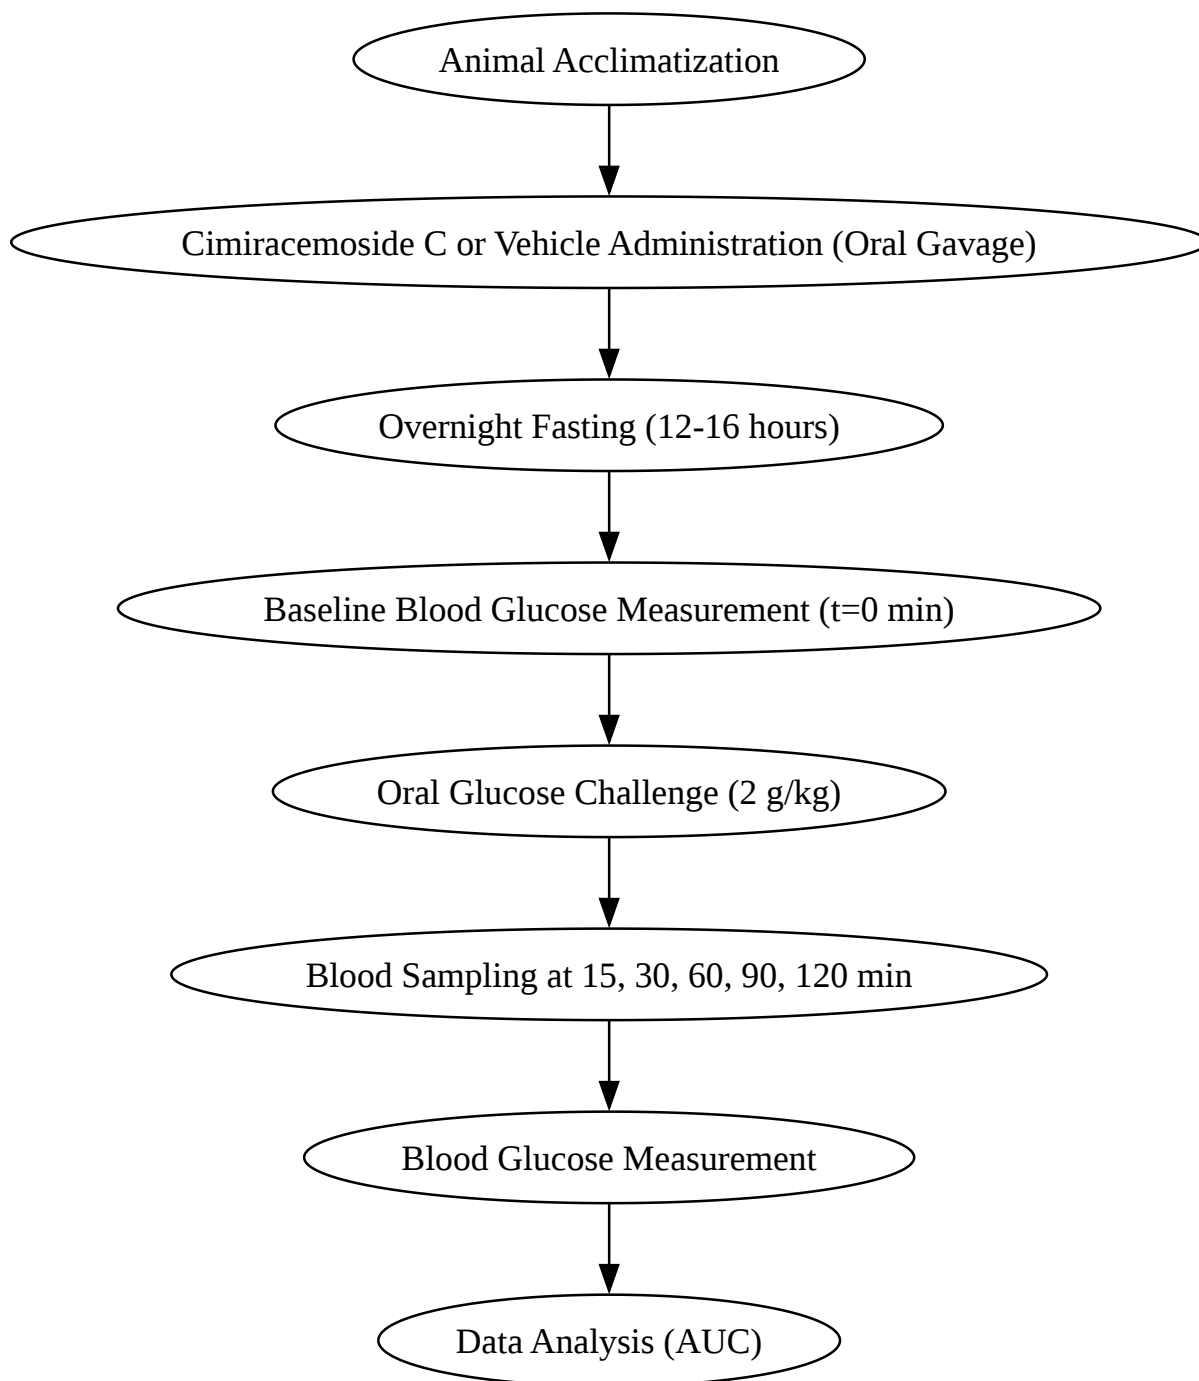 Animal Acclimatization
Cimiracemoside C or Vehicle Administration (Oral Gavage)
Overnight Fasting (12-16 hours)
Baseline Blood Glucose Measurement (t=0 min)
Oral Glucose Challenge (2 g/kg)
Blood Sampling at 15, 30, 60, 90, 120 min
Blood Glucose Measurement
Data Analysis (AUC)